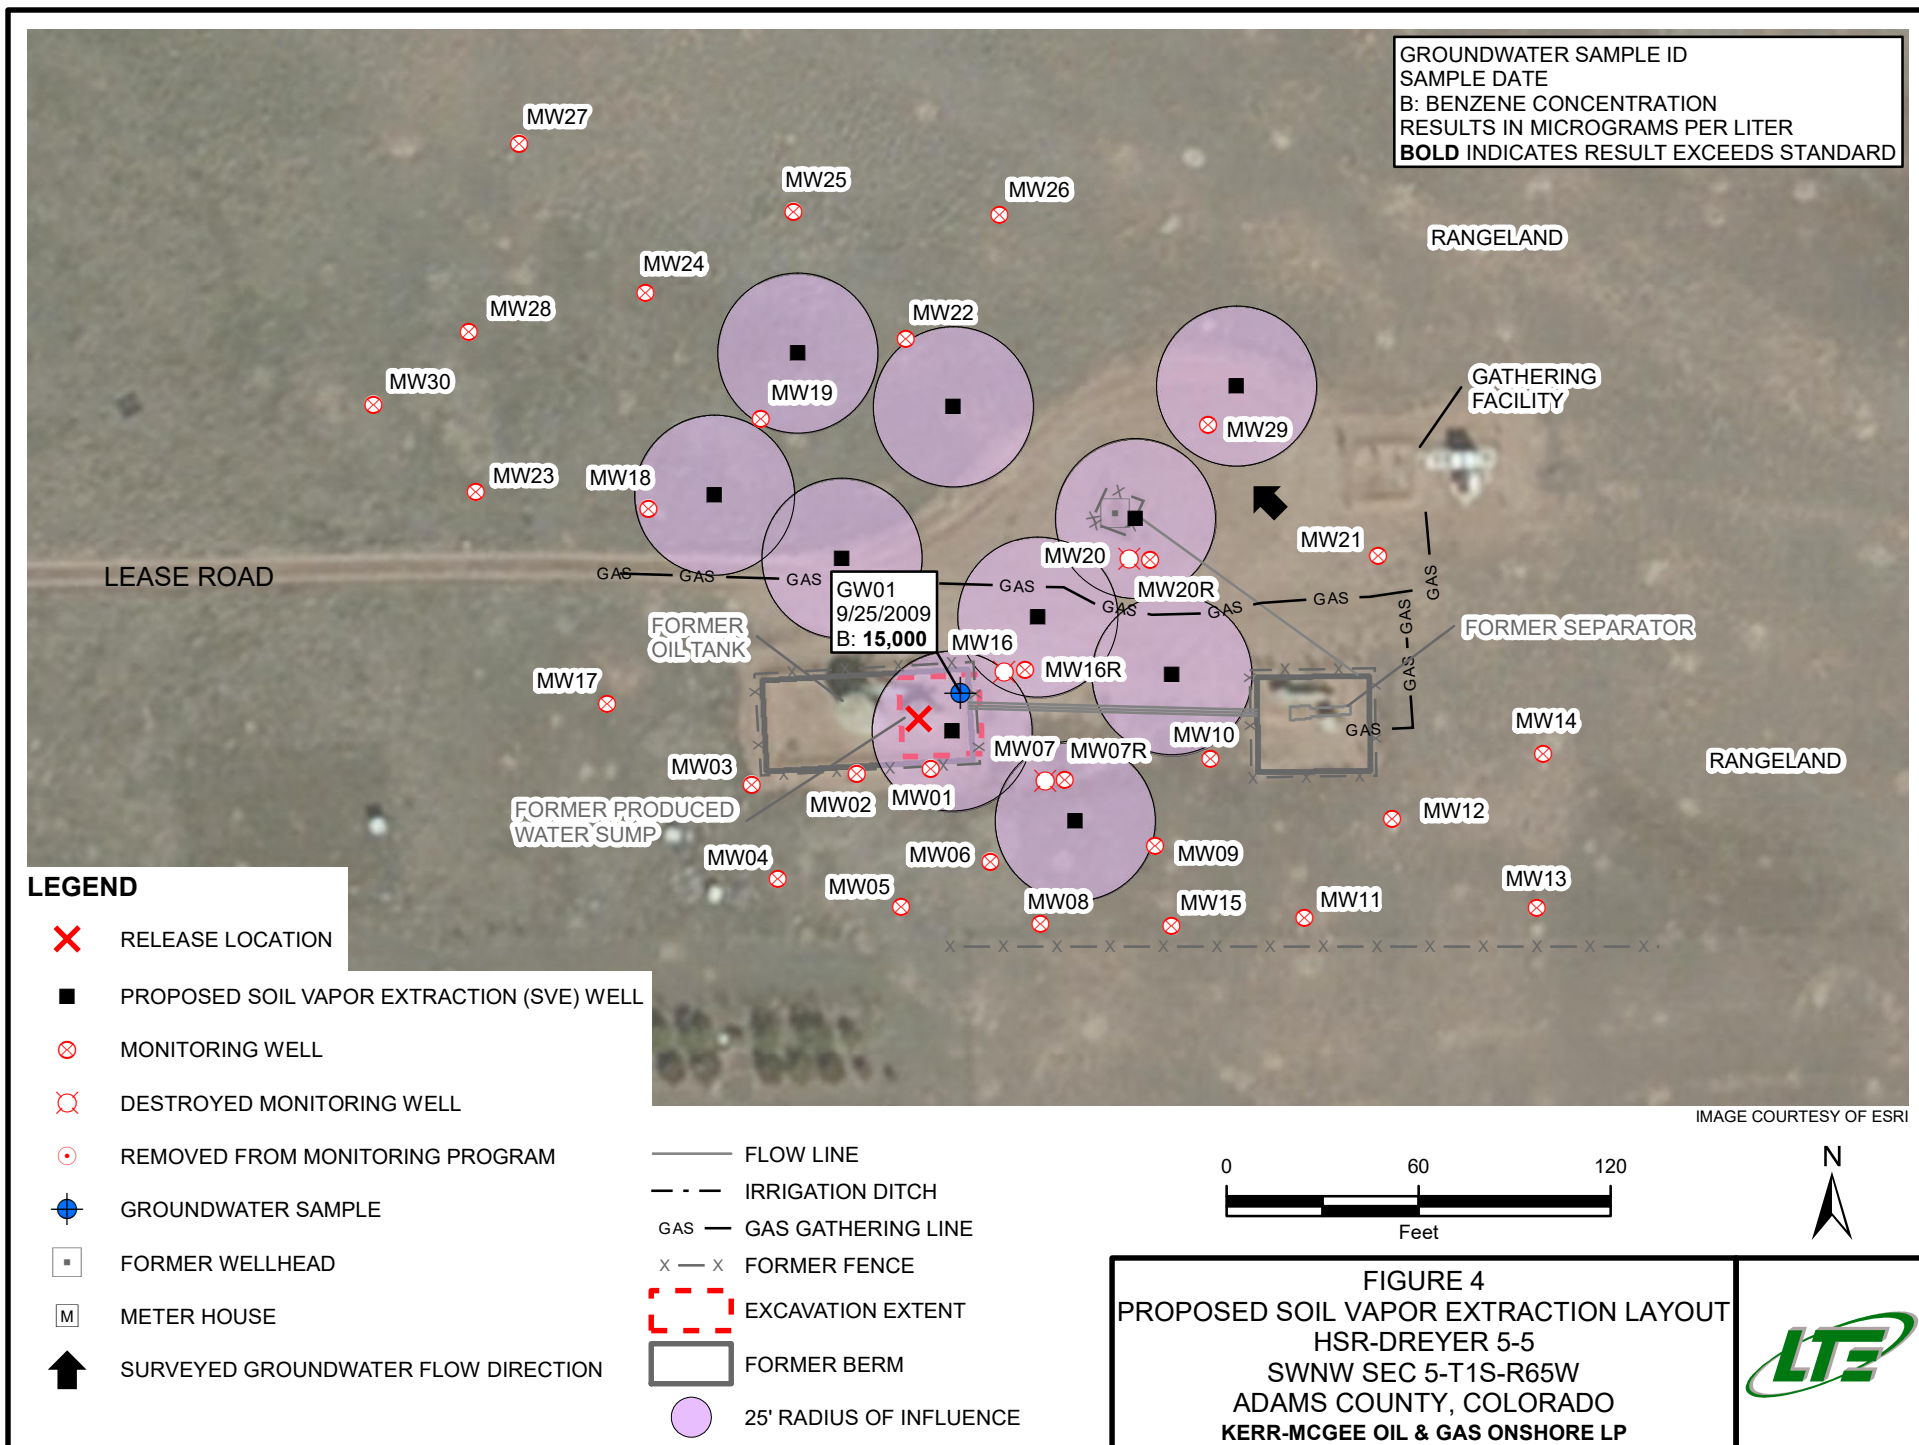 GROUNDWATER SAMPLE ID
SAMPLE DATE
B: BENZENE CONCENTRATION
RESULTS IN MICROGRAMS PER LITER
BOLD INDICATES RESULT EXCEEDS STANDARD
MW27
MW25
MW26
RANGELAND
MW24
MW28
MW22
MW30
MW19
GATHERING
FACILITY
MW29
MW23
MW18
MW20
MW21
LEASE ROAD
GAS
GAS
GAS
GAS
GAS
GAS
GAS
GAS
GAS
GAS
GAS
MW20R
GW01
9/25/2009
B: 15,000
FORMER
OIL TANK
MW16
MW16R
FORMER SEPARATOR
MW17
MW03
MW02
MW01
MW07
MW07R
MW10
MW14
RANGELAND
FORMER PRODUCED
WATER SUMP
MW12
MW04
MW06
MW09
MW05
MW08
MW15
MW11
MW13
LEGEND
RELEASE LOCATION
PROPOSED SOIL VAPOR EXTRACTION (SVE) WELL
MONITORING WELL
DESTROYED MONITORING WELL
REMOVED FROM MONITORING PROGRAM
GROUNDWATER SAMPLE
FORMER WELLHEAD
M METER HOUSE
SURVEYED GROUNDWATER FLOW DIRECTION
FLOW LINE
IRRIGATION DITCH
GAS GAS GATHERING LINE
X X FORMER FENCE
EXCAVATION EXTENT
FORMER BERM
25' RADIUS OF INFLUENCE
IMAGE COURTESY OF ESRI
0 60 120
Feet
N
FIGURE 4
PROPOSED SOIL VAPOR EXTRACTION LAYOUT
HSR-DREYER 5-5
SWNW SEC 5-T1S-R65W
ADAMS COUNTY, COLORADO
KERR-MCGEE OIL & GAS ONSHORE LP
LTE